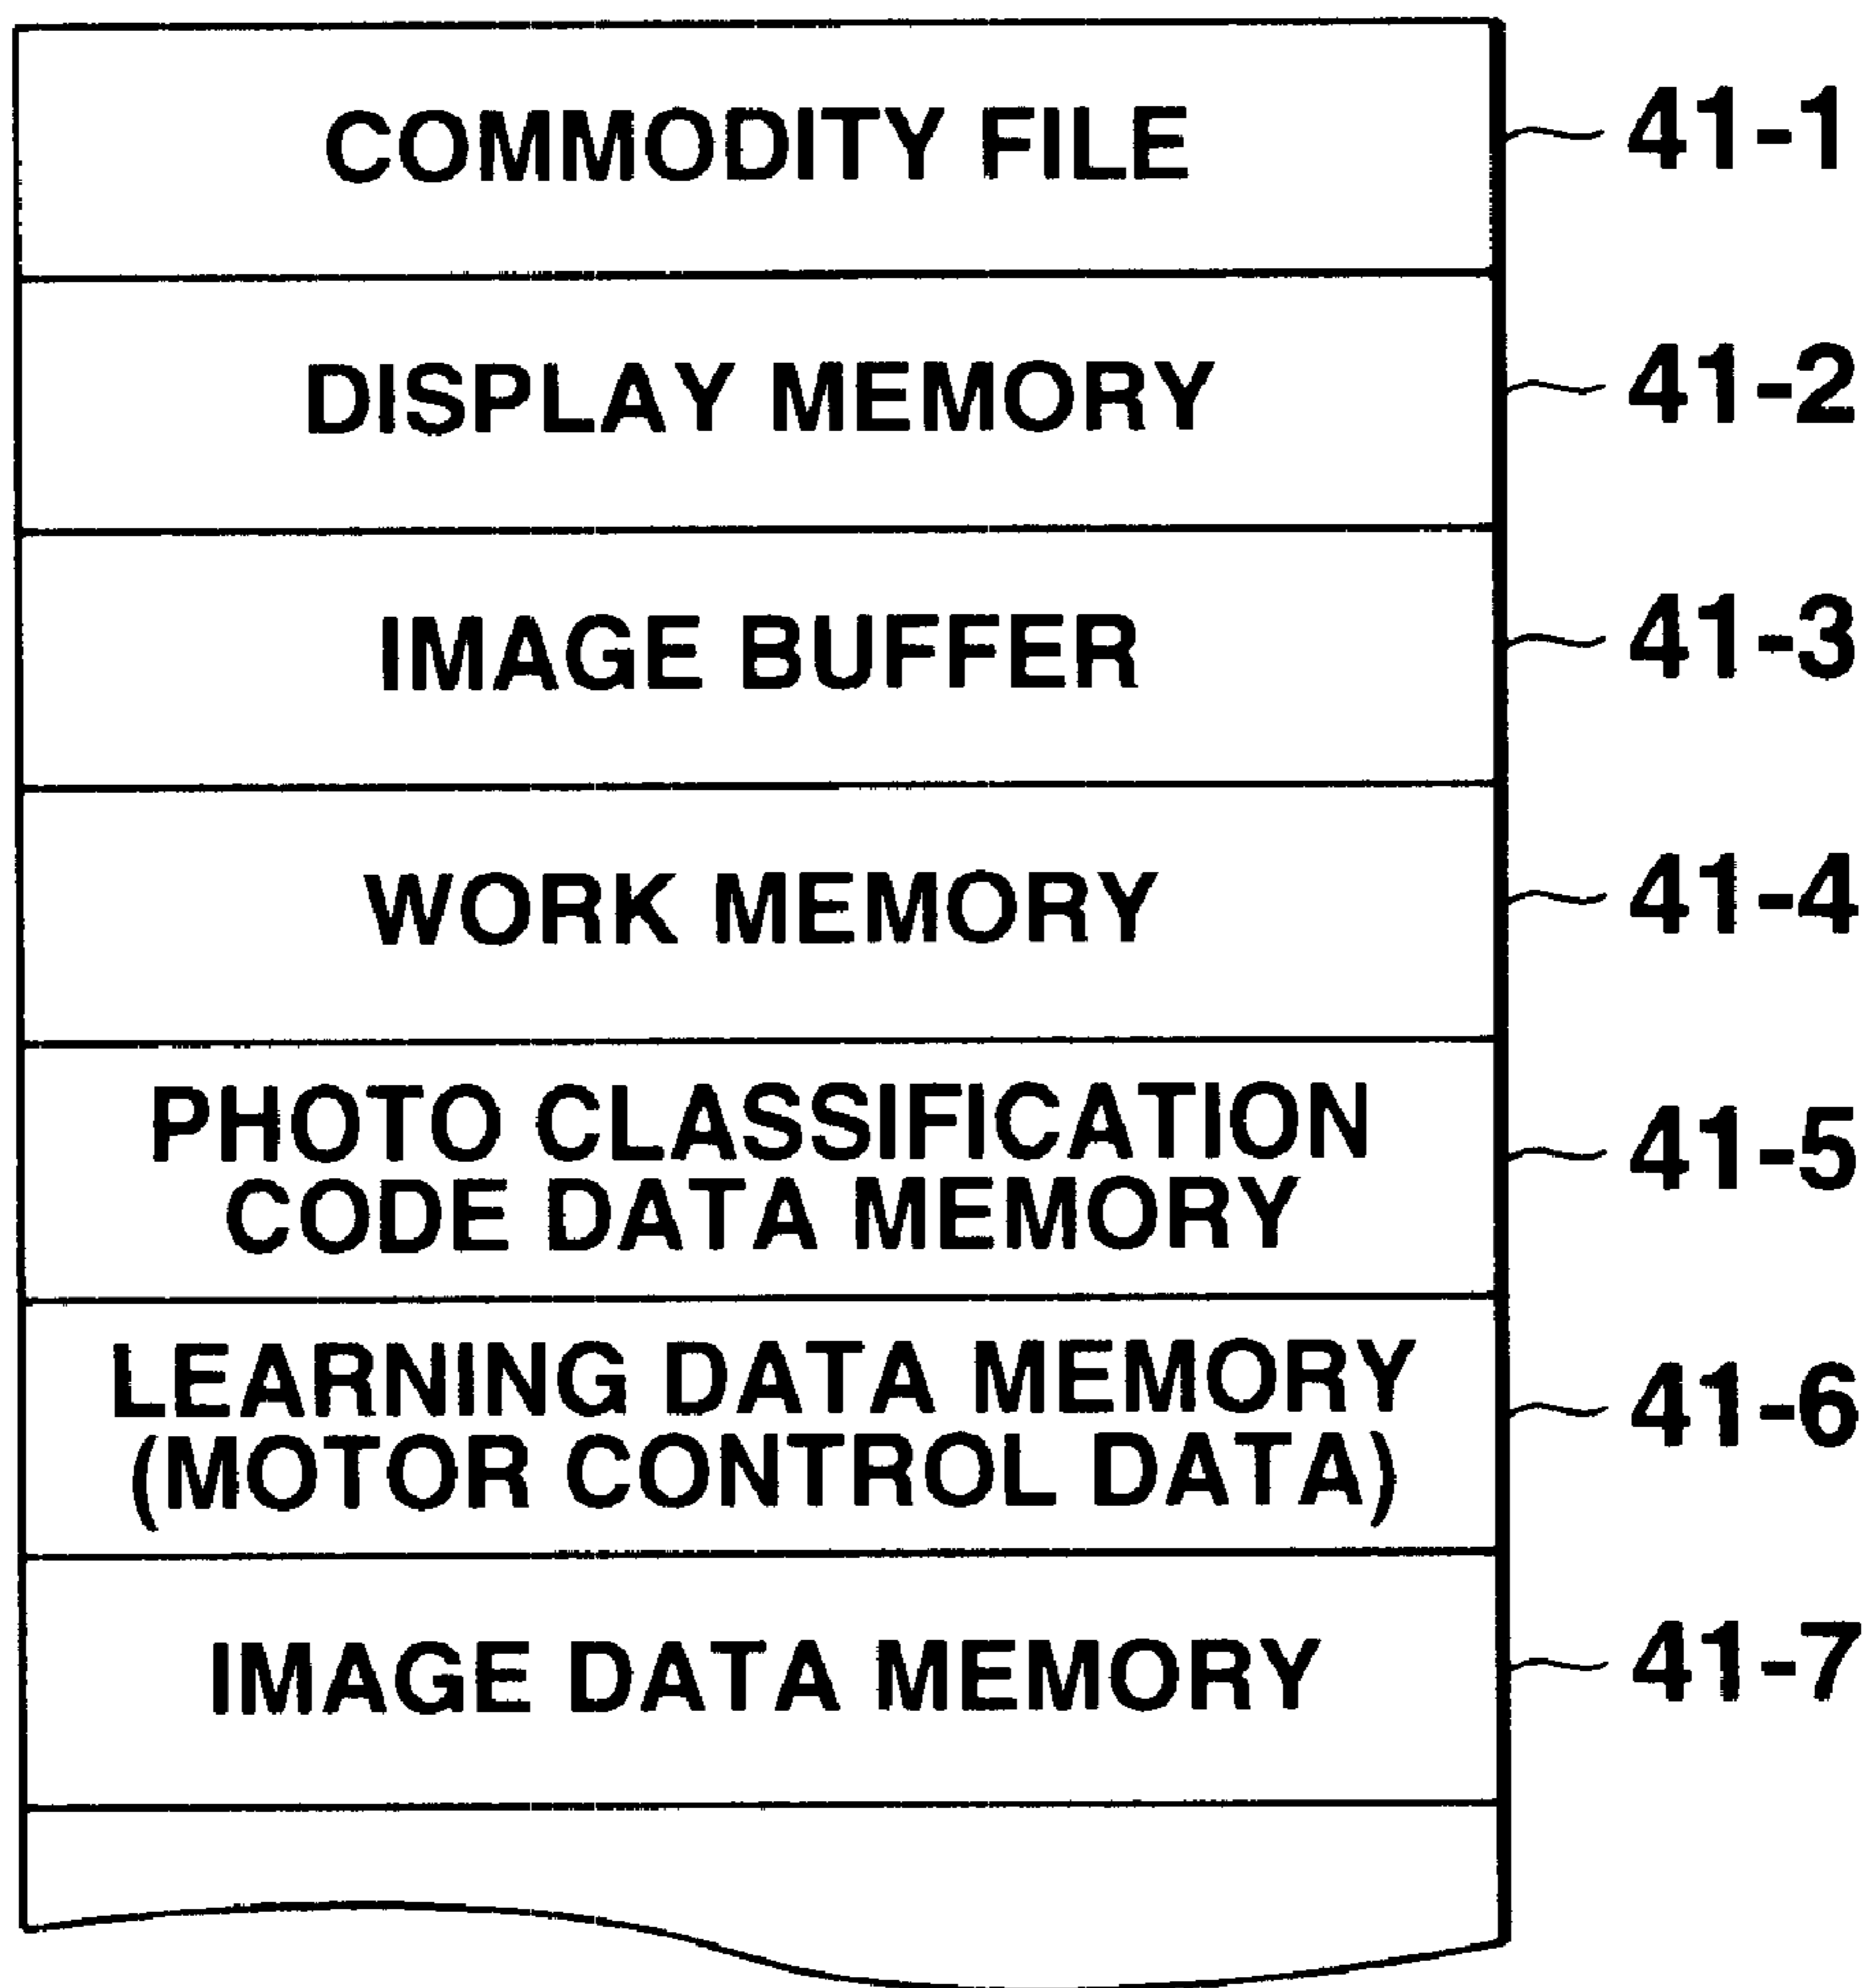 COMMODITY FILE 41-1
DISPLAY MEMORY 41-2
IMAGE BUFFER 41-3
WORK MEMORY 41-4
PHOTO CLASSIFICATION
CODE DATA MEMORY
41-5
LEARNING DATA MEMORY
(MOTOR CONTROL DATA)
41-6
IMAGE DATA MEMORY 41-7